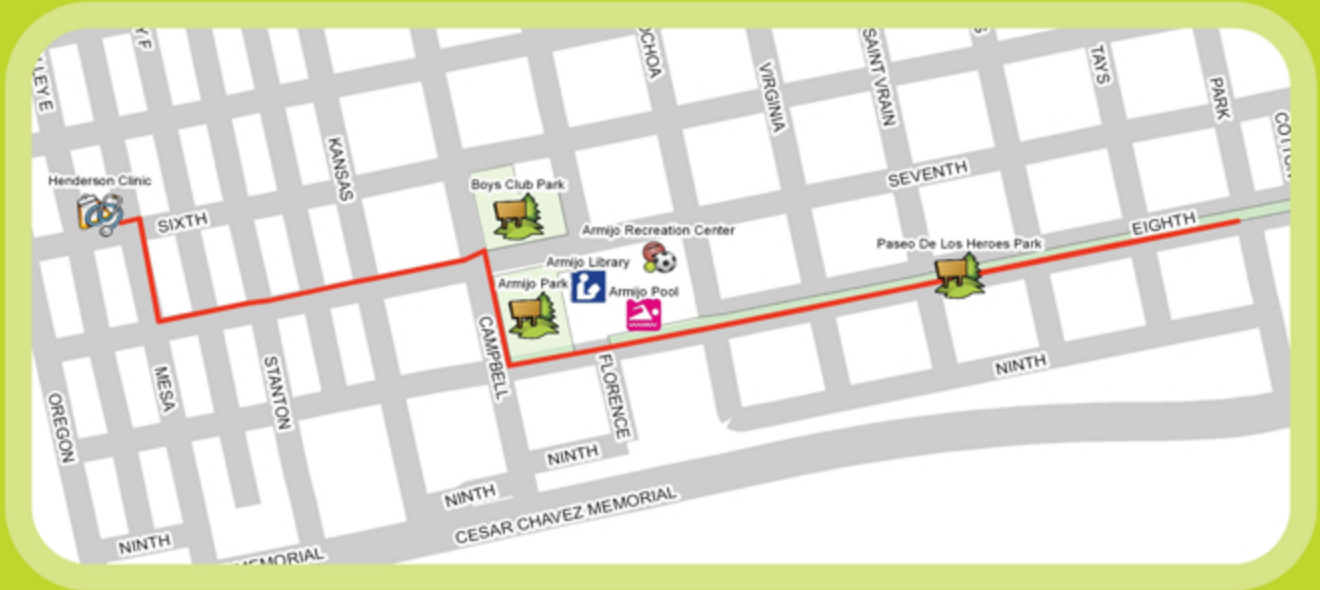 LLEY E
Y F
KANSAS
OCHOA
VIRGINIA
SAINT VRAIN
S
TAYS
PARK
Henderson Clinic
SIXTH
Boys Club Park
SEVENTH
EIGHTH
Armijo Recreation Center
Paseo De Los Heroes Park
Armijo Library
Armijo Park
Armijo Pool
CAMPBELL
FLORENCE
OREGON
MESA
STANTON
NINTH
NINTH
NINTH
NINTH
CESAR CHAVEZ MEMORIAL
MEMORIAL